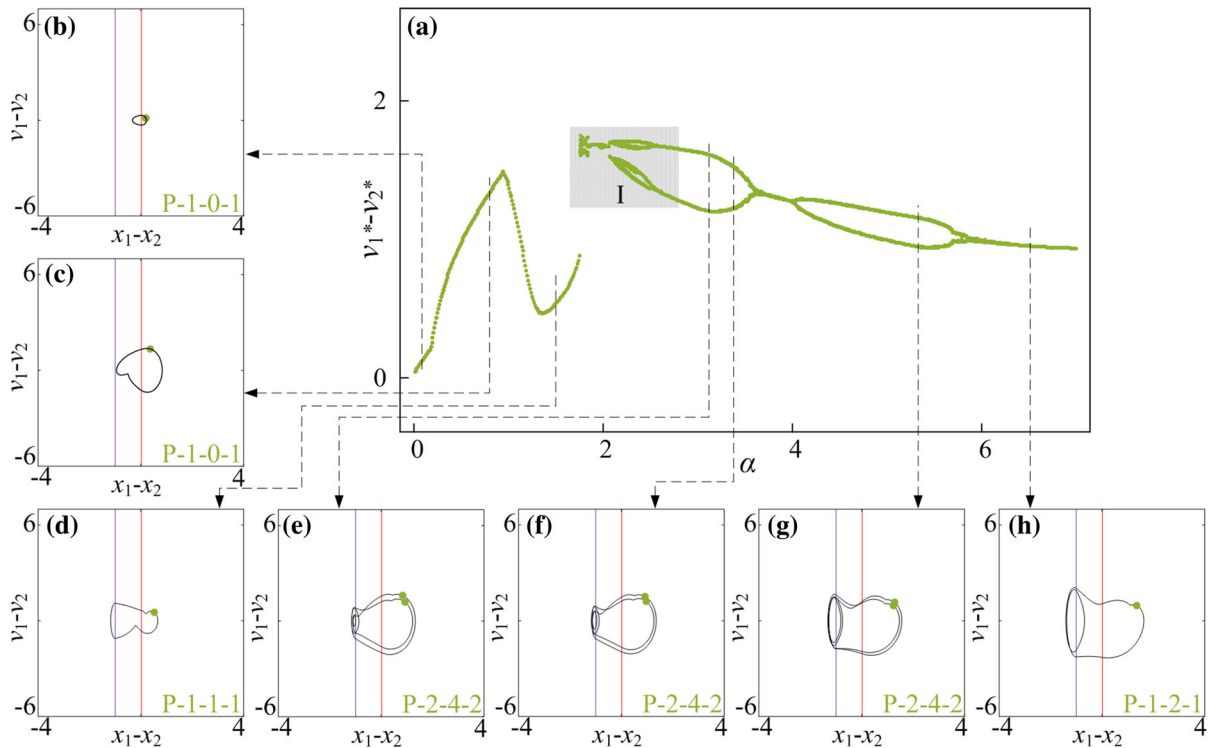 (b)
6
v₁-v₂
-6
P-1-0-1
-4
x₁-x₂
4
(a)
2
v₁*-v₂*
I
0
0
2
4
6
α
(c)
6
v₁-v₂
-6
P-1-0-1
-4
x₁-x₂
4
(d)
6
v₁-v₂
-6
P-1-1-1
-4
x₁-x₂
4
(e)
6
v₁-v₂
-6
P-2-4-2
-4
x₁-x₂
4
(f)
6
v₁-v₂
-6
P-2-4-2
-4
x₁-x₂
4
(g)
6
v₁-v₂
-6
P-2-4-2
-4
x₁-x₂
4
(h)
6
v₁-v₂
-6
P-1-2-1
-4
x₁-x₂
4